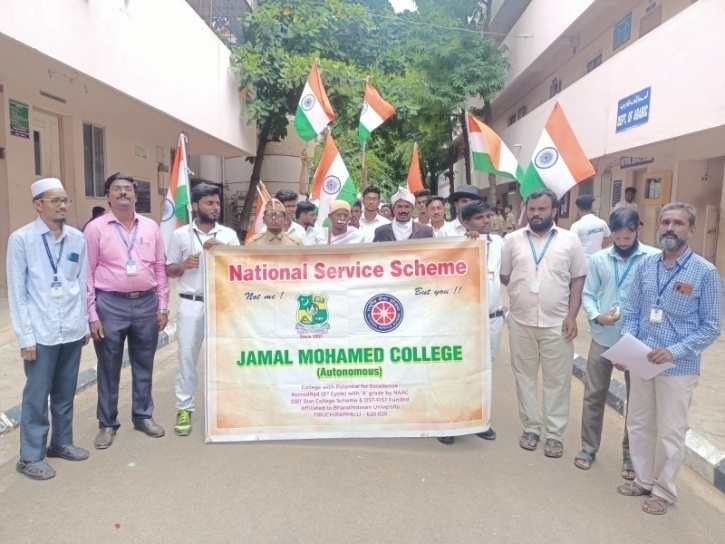 DEPT. OF ARABIC
National Service Scheme
Not me !
But you !!
Since 1951
JAMAL MOHAMED COLLEGE
(Autonomous)
College with Potential for Excellence
Accredited (3rd Cycle) with 'A' grade by NAAC
DBT Star College Scheme & DST-FIST Funded
Affiliated to Bharathidasan University
TIRUCHIRAPPALLI - 620 020